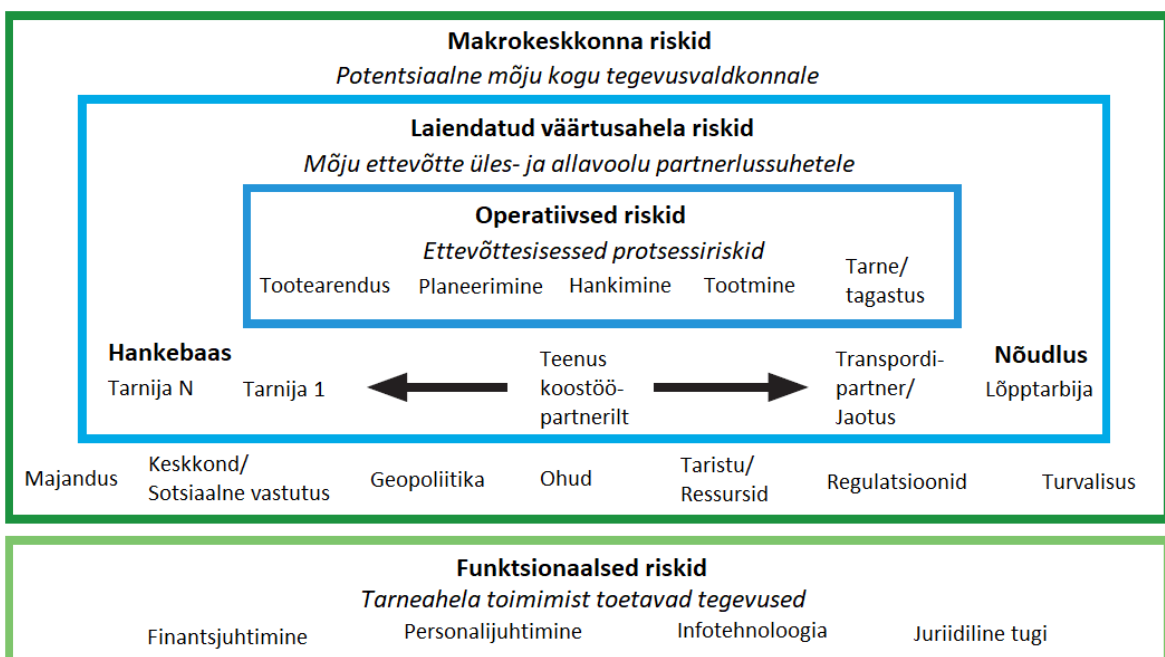 Makrokeskkonna riskid
Potentsiaalne mõju kogu tegevusvaldkonnale
Laiendatud väärtusahela riskid
Mõju ettevõtte üles- ja allavoolu partnerlussuhetele
Operatiivsed riskid
Ettevõttesisessed protsessiriskid
Tootearendus
Planeerimine
Hankimine
Tootmine
Tarne/
tagastus
Hankebaas
Tarnija N
Tarnija 1
Teenus
koostöö-
partnerilt
Transpordi-
partner/
Jaotus
Nõudlus
Lõpptarbija
Majandus
Keskkond/
Sotsiaalne vastutus
Geopoliitika
Ohud
Taristu/
Ressursid
Regulatsioonid
Turvalisus
Funktsionaalsed riskid
Tarneahela toimimist toetavad tegevused
Finantsjuhtimine
Personalijuhtimine
Infotehnoloogia
Juriidiline tugi